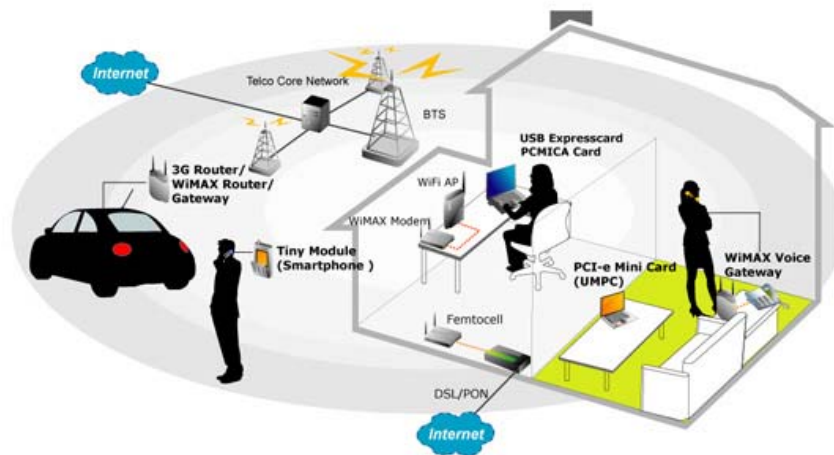 Internet
Telco Core Network
BTS
3G Router/
WiMAX Router/
Gateway
Tiny Module
(Smartphone )
USB Expresscard
PCMICA Card
WiFi AP
WiMAX Modem
WiMAX Voice
Gateway
PCI-e Mini Card
(UMPC)
Femtocell
DSL/PON
Internet